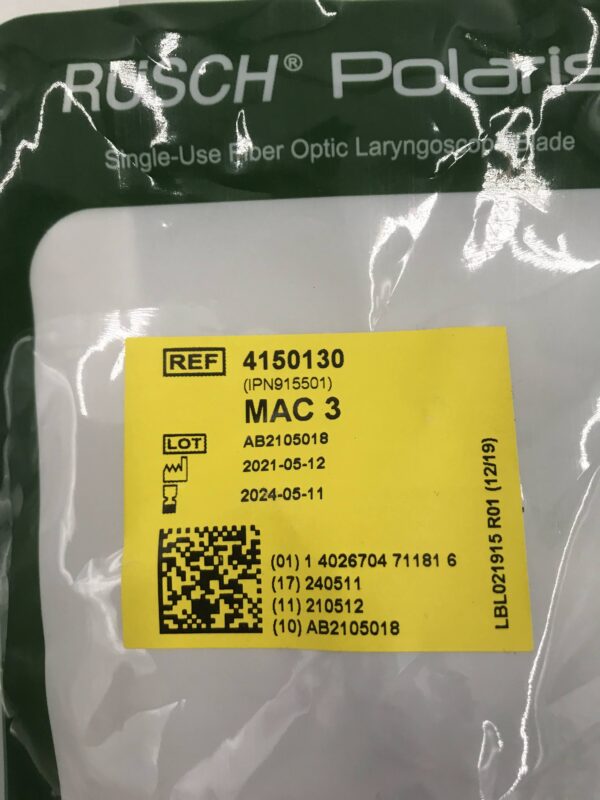 RÜSCH® Polaris
Single-Use Fiber Optic Laryngoscope Blade
REF 4150130
(IPN915501)
MAC 3
LOT AB2105018
2021-05-12
2024-05-11
(01) 1 4026704 71181 6
(17) 240511
(11) 210512
(10) AB2105018
LBL021915 R01 (12/19)